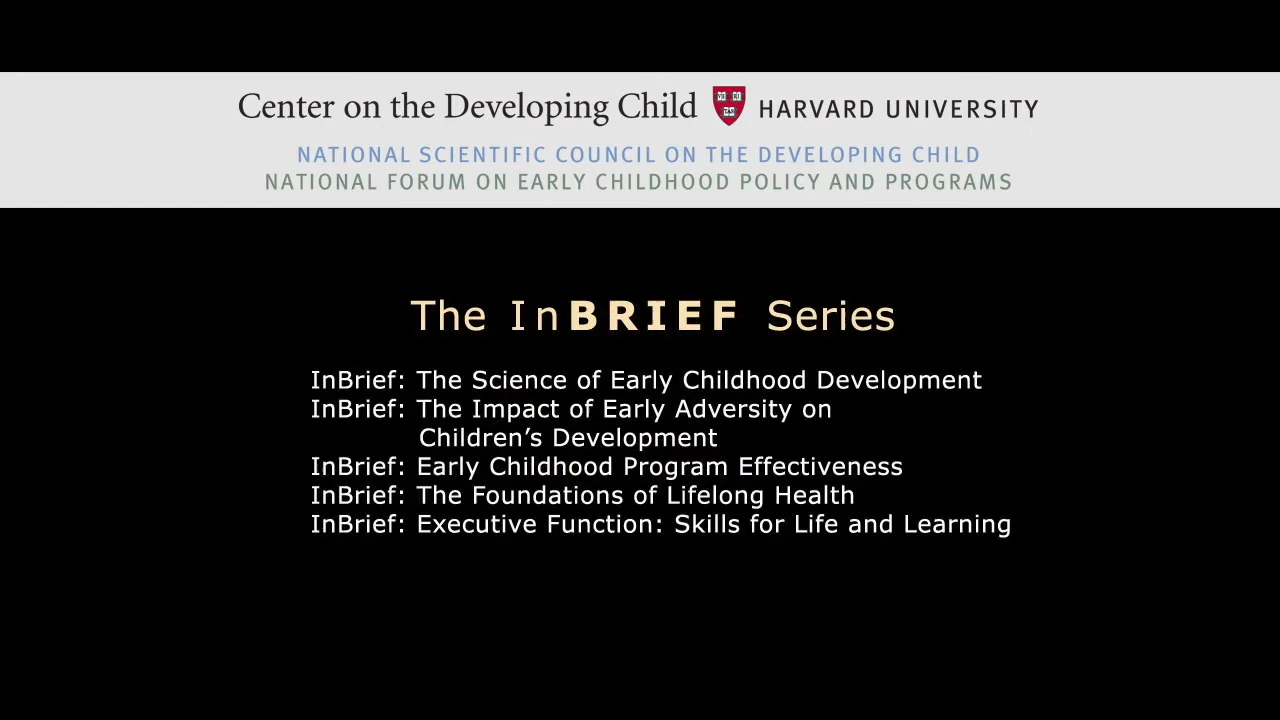 Center on the Developing Child VE RI TAS HARVARD UNIVERSITY
NATIONAL SCIENTIFIC COUNCIL ON THE DEVELOPING CHILD
NATIONAL FORUM ON EARLY CHILDHOOD POLICY AND PROGRAMS
The InBRIEF Series
InBrief: The Science of Early Childhood Development
InBrief: The Impact of Early Adversity on
Children’s Development
InBrief: Early Childhood Program Effectiveness
InBrief: The Foundations of Lifelong Health
InBrief: Executive Function: Skills for Life and Learning